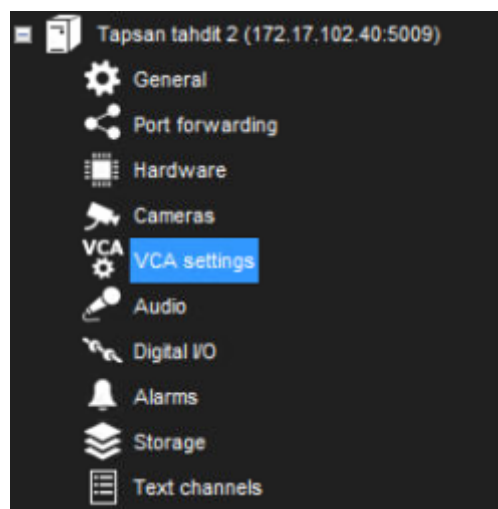 Tapsan tahdit 2 (172.17.102.40:5009)
General
Port forwarding
Hardware
Cameras
VCA VCA settings
Audio
Digital I/O
Alarms
Storage
Text channels